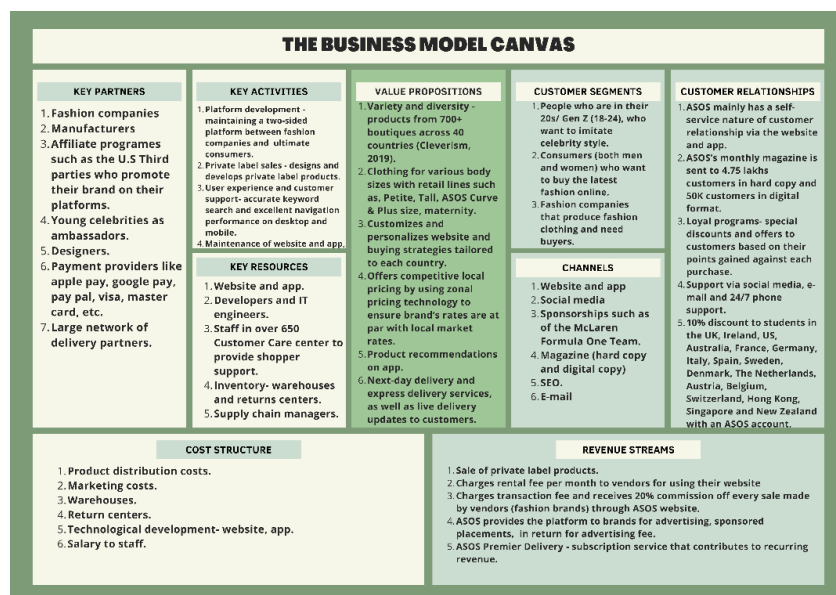 THE BUSINESS MODEL CANVAS
KEY PARTNERS
1. Fashion companies
2. Manufacturers
3. Affiliate programes
such as the U.S Third
parties who promote
their brand on their
platforms.
4. Young celebrities as
ambassadors.
5. Designers.
6. Payment providers like
apple pay, google pay,
pay pal, visa, master
card, etc.
7. Large network of
delivery partners.
KEY ACTIVITIES
1. Platform development -
maintaining a two-sided
platform between fashion
companies and ultimate
consumers.
2. Private label sales - designs and
develops private label products.
3. User experience and customer
support- accurate keyword
search and excellent navigation
performance on desktop and
mobile.
4. Maintenance of website and app,
KEY RESOURCES
1. Website and app.
2. Developers and IT
engineers.
3. Staff in over 650
Customer Care center to
provide shopper
support.
4. Inventory- warehouses
and returns centers.
5. Supply chain managers.
VALUE PROPOSITIONS
1. Variety and diversity -
products from 700+
boutiques across 40
countries (Cleverism,
2019).
2. Clothing for various body
sizes with retail lines such
as, Petite, Tall, ASOS Curve
& Plus size, maternity.
3. Customizes and
personalizes website and
buying strategies tailored
to each country.
4. Offers competitive local
pricing by using zonal
pricing technology to
ensure brand's rates are at
par with local market
rates.
5. Product recommendations
on app.
6. Next-day delivery and
express delivery services,
as well as live delivery
updates to customers.
CUSTOMER SEGMENTS
1. People who are in their
20s/ Gen Z (18-24), who
want to imitate
celebrity style.
2. Consumers (both men
and women) who want
to buy the latest
fashion online.
3. Fashion companies
that produce fashion
clothing and need
buyers.
CHANNELS
1. Website and app
2. Social media
3. Sponsorships such as
of the McLaren
Formula One Team.
4. Magazine (hard copy
and digital copy)
5. SEO.
6. E-mail
CUSTOMER RELATIONSHIPS
1. ASOS mainly has a self-
service nature of customer
relationship via the website
and app.
2. ASOS's monthly magazine is
sent to 4.75 lakhs
customers in hard copy and
50K customers in digital
format.
3. Loyal programs- special
discounts and offers to
customers based on their
points gained against each
purchase.
4. Support via social media, e-
mail and 24/7 phone
support.
5. 10% discount to students in
the UK, Ireland, US,
Australia, France, Germany,
Italy, Spain, Sweden,
Denmark, The Netherlands,
Austria, Belgium,
Switzerland, Hong Kong,
Singapore and New Zealand
with an ASOS account.
COST STRUCTURE
1. Product distribution costs.
2. Marketing costs.
3. Warehouses.
4. Return centers.
5. Technological development- website, app.
6. Salary to staff.
REVENUE STREAMS
1. Sale of private label products.
2. Charges rental fee per month to vendors for using their website
3. Charges transaction fee and receives 20% commission off every sale made
by vendors (fashion brands) through ASOS website.
4. ASOS provides the platform to brands for advertising, sponsored
placements, in return for advertising fee.
5. ASOS Premier Delivery - subscription service that contributes to recurring
revenue.